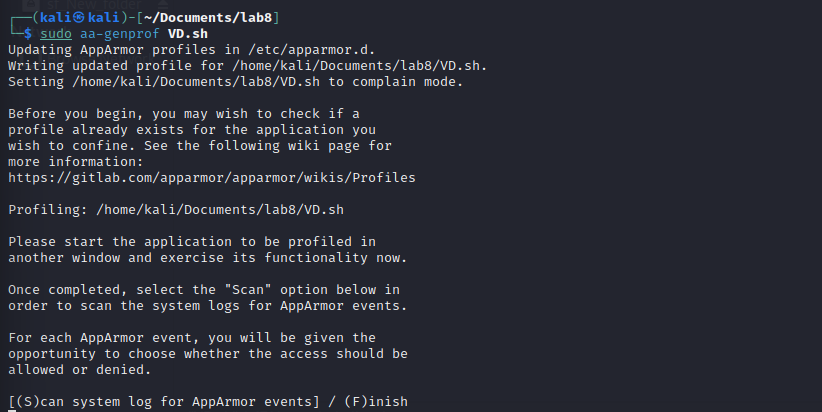 ┌──(kali㉿kali)-[~/Documents/lab8]
└─$ sudo aa-genprof VD.sh
Updating AppArmor profiles in /etc/apparmor.d.
Writing updated profile for /home/kali/Documents/lab8/VD.sh.
Setting /home/kali/Documents/lab8/VD.sh to complain mode.

Before you begin, you may wish to check if a
profile already exists for the application you
wish to confine. See the following wiki page for
more information:
https://gitlab.com/apparmor/apparmor/wikis/Profiles

Profiling: /home/kali/Documents/lab8/VD.sh

Please start the application to be profiled in
another window and exercise its functionality now.

Once completed, select the "Scan" option below in
order to scan the system logs for AppArmor events.

For each AppArmor event, you will be given the
opportunity to choose whether the access should be
allowed or denied.

[(S)can system log for AppArmor events] / (F)inish